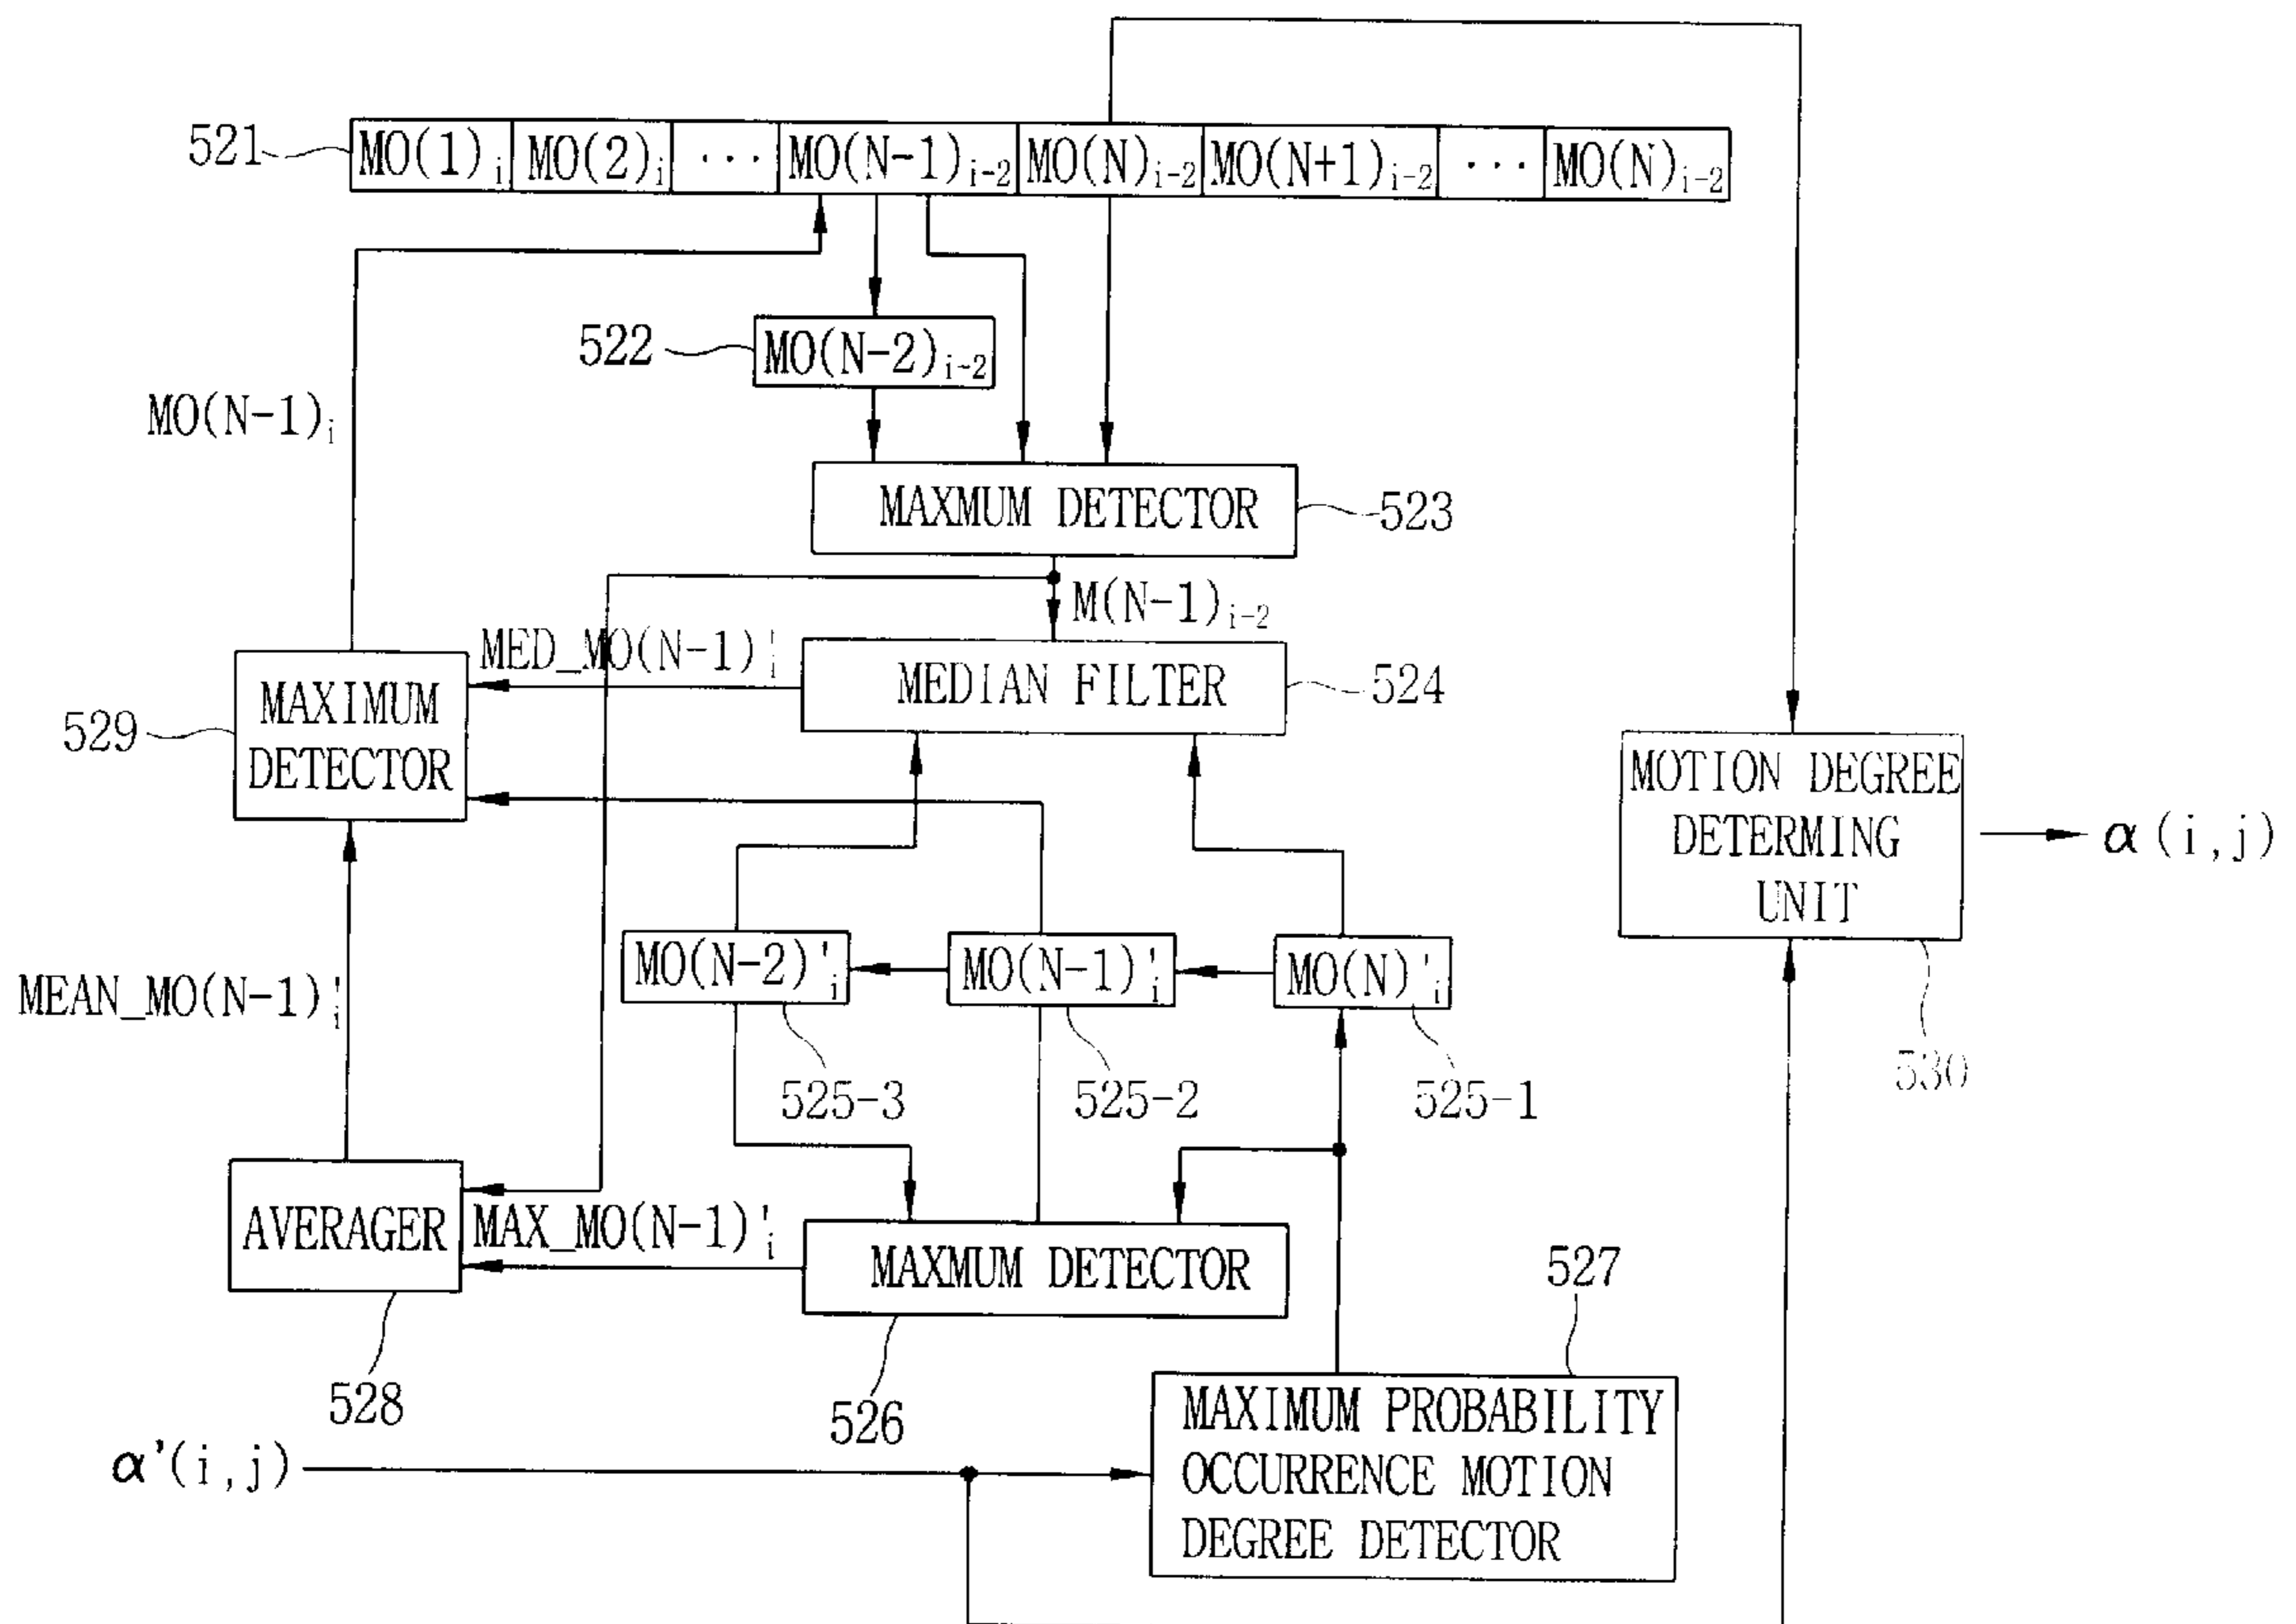 521
MO(1)i MO(2)i ··· MO(N-1)i-2 MO(N)i-2 MO(N+1)i-2 ··· MO(N)i-2
522
MO(N-2)i-2
MO(N-1)i
MAXMUM DETECTOR
523
M(N-1)i-2
MED_MO(N-1)'i
MEDIAN FILTER
524
529
MAXIMUM
DETECTOR
MOTION DEGREE
DETERMING
UNIT
α(i,j)
530
MO(N-2)'i
MO(N-1)'i
MO(N)'i
MEAN_MO(N-1)'i
525-3
525-2
525-1
AVERAGER
MAX_MO(N-1)'i
MAXMUM DETECTOR
527
528
526
MAXIMUM PROBABILITY
OCCURRENCE MOTION
DEGREE DETECTOR
α'(i,j)